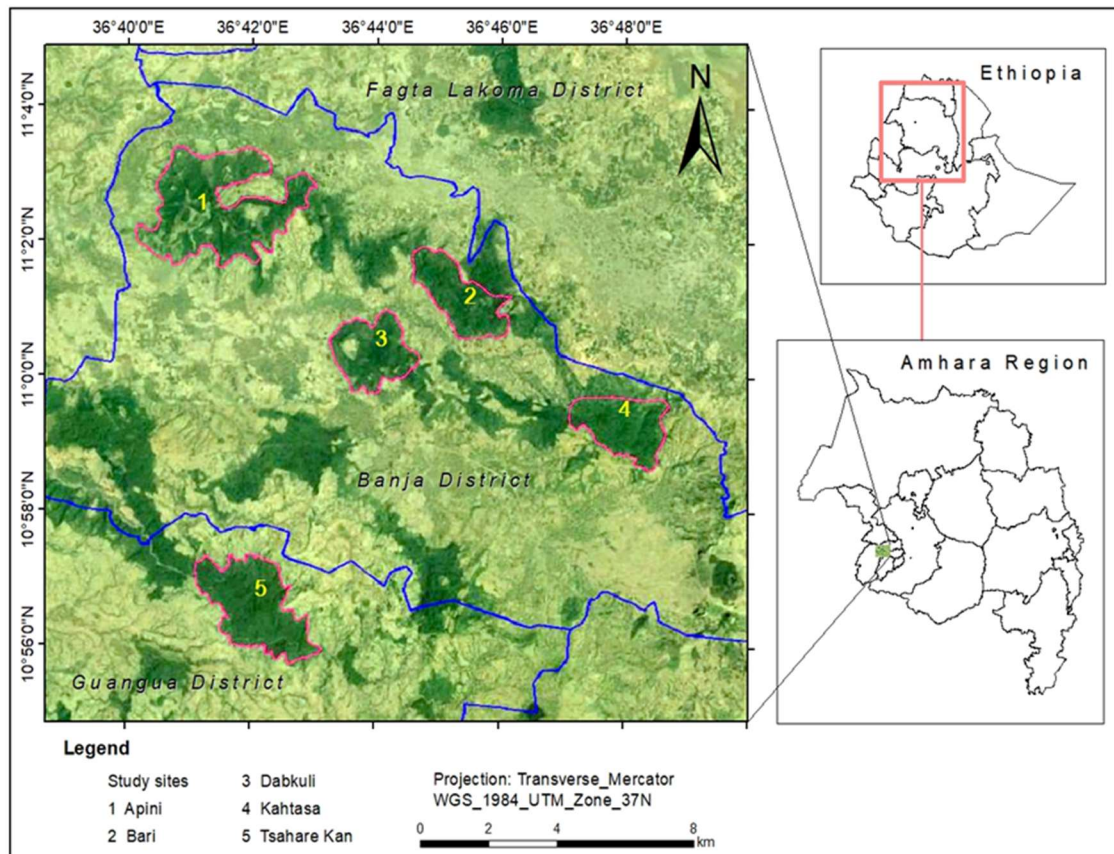 36°40'0"E 36°42'0"E 36°44'0"E 36°46'0"E 36°48'0"E
11°4'0"N
11°2'0"N
11°0'0"N
10°58'0"N
10°56'0"N
Fagta Lakoma District
N
1
2
3
4
Banja District
5
Guangua District
Ethiopia
Amhara Region
Legend
Study sites
1 Apini
2 Bari
3 Dabkuli
4 Kahtasa
5 Tsahare Kan
Projection: Transverse_Mercator
WGS_1984_UTM_Zone_37N
0 2 4 8
km